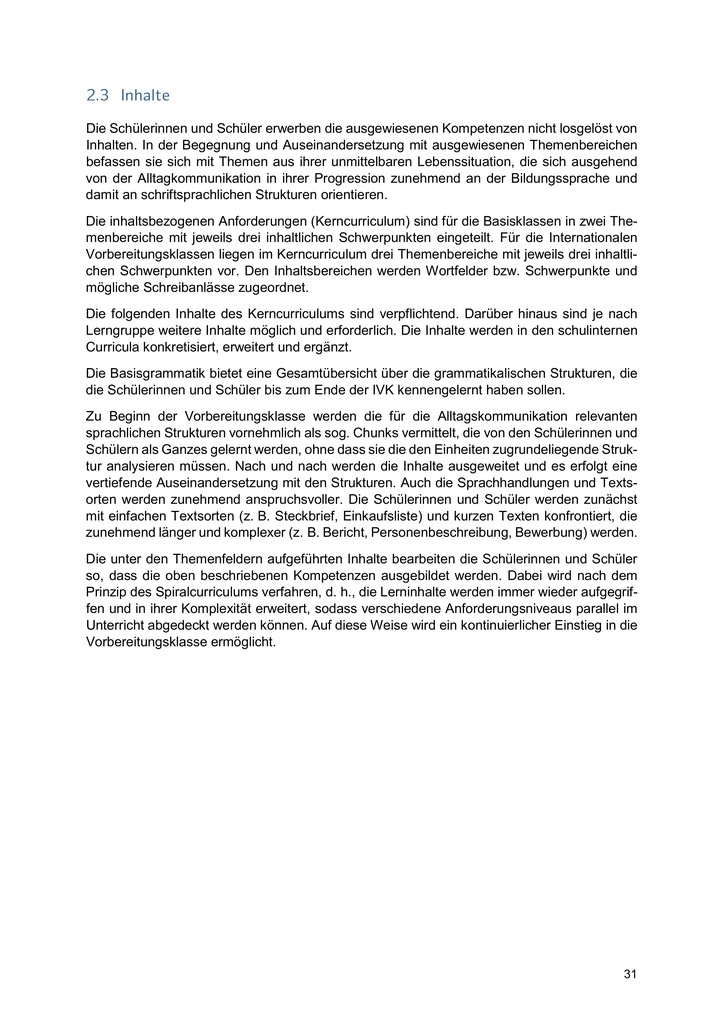 2.3 Inhalte
Die Schülerinnen und Schüler erwerben die ausgewiesenen Kompetenzen nicht losgelöst von
Inhalten. In der Begegnung und Auseinandersetzung mit ausgewiesenen Themenbereichen
befassen sie sich mit Themen aus ihrer unmittelbaren Lebenssituation, die sich ausgehend
von der Alltagkommunikation in ihrer Progression zunehmend an der Bildungssprache und
damit an schriftsprachlichen Strukturen orientieren.
Die inhaltsbezogenen Anforderungen (Kerncurriculum) sind für die Basisklassen in zwei The-
menbereiche mit jeweils drei inhaltlichen Schwerpunkten eingeteilt. Für die Internationalen
Vorbereitungsklassen liegen im Kerncurriculum drei Themenbereiche mit jeweils drei inhaltli-
chen Schwerpunkten vor. Den Inhaltsbereichen werden Wortfelder bzw. Schwerpunkte und
mögliche Schreibanlässe zugeordnet.
Die folgenden Inhalte des Kerncurriculums sind verpflichtend. Darüber hinaus sind je nach
Lerngruppe weitere Inhalte möglich und erforderlich. Die Inhalte werden in den schulinternen
Curricula konkretisiert, erweitert und ergänzt.
Die Basisgrammatik bietet eine Gesamtübersicht über die grammatikalischen Strukturen, die
die Schülerinnen und Schüler bis zum Ende der IVK kennengelernt haben sollen.
Zu Beginn der Vorbereitungsklasse werden die für die Alltagskommunikation relevanten
sprachlichen Strukturen vornehmlich als sog. Chunks vermittelt, die von den Schülerinnen und
Schülern als Ganzes gelernt werden, ohne dass sie die den Einheiten zugrundeliegende Struk-
tur analysieren müssen. Nach und nach werden die Inhalte ausgeweitet und es erfolgt eine
vertiefende Auseinandersetzung mit den Strukturen. Auch die Sprachhandlungen und Texts-
orten werden zunehmend anspruchsvoller. Die Schülerinnen und Schüler werden zunächst
mit einfachen Textsorten (z. B. Steckbrief, Einkaufsliste) und kurzen Texten konfrontiert, die
zunehmend länger und komplexer (z. B. Bericht, Personenbeschreibung, Bewerbung) werden.
Die unter den Themenfeldern aufgeführten Inhalte bearbeiten die Schülerinnen und Schüler
so, dass die oben beschriebenen Kompetenzen ausgebildet werden. Dabei wird nach dem
Prinzip des Spiralcurriculums verfahren, d. h., die Lerninhalte werden immer wieder aufgegrif-
fen und in ihrer Komplexität erweitert, sodass verschiedene Anforderungsniveaus parallel im
Unterricht abgedeckt werden können. Auf diese Weise wird ein kontinuierlicher Einstieg in die
Vorbereitungsklasse ermöglicht.
31